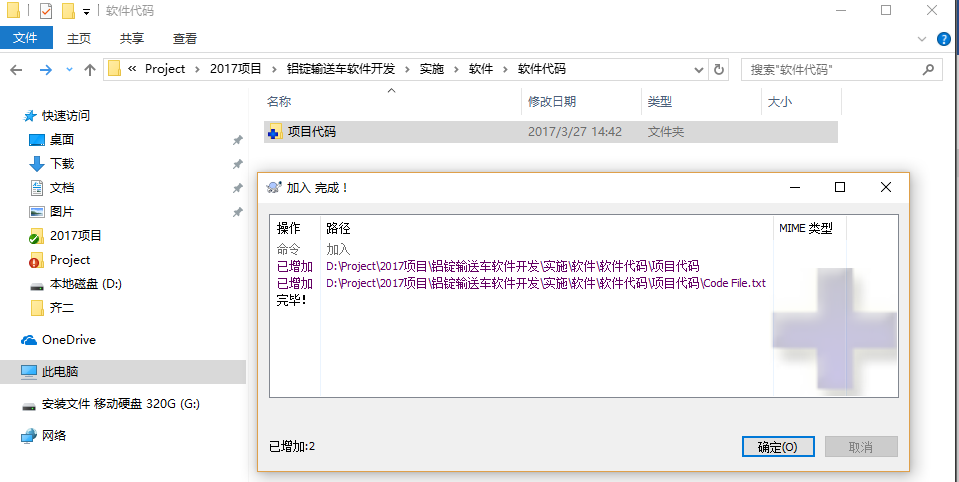 软件代码
文件 主页 共享 查看
« Project › 2017项目 › 铝锭输送车软件开发 › 实施 › 软件 › 软件代码
搜索"软件代码"
名称 修改日期 类型 大小
项目代码 2017/3/27 14:42 文件夹
快速访问
桌面
下载
文档
图片
2017项目
Project
本地磁盘 (D:)
齐二
OneDrive
此电脑
安装文件 移动硬盘 320G (G:)
网络
加入 完成！
操作 路径 MIME 类型
命令 加入
已增加 D:\Project\2017项目\铝锭输送车软件开发\实施\软件\软件代码\项目代码
已增加 D:\Project\2017项目\铝锭输送车软件开发\实施\软件\软件代码\项目代码\Code File.txt
完毕!
已增加:2
确定(O) 取消